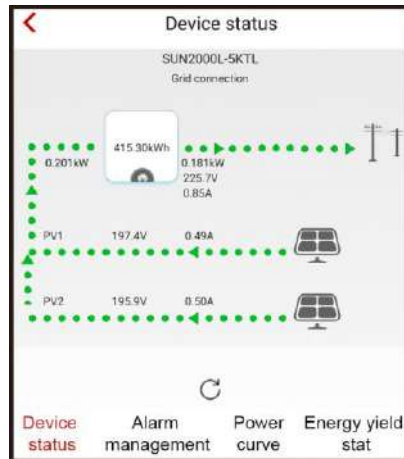 Device status
SUN2000L-5KTL
Grid connection
415.30kWh
0.201kW
0.181kW
225.7V
0.85A
PV1 197.4V 0.49A
PV2 195.9V 0.50A
Device status
Alarm management
Power curve
Energy yield stat